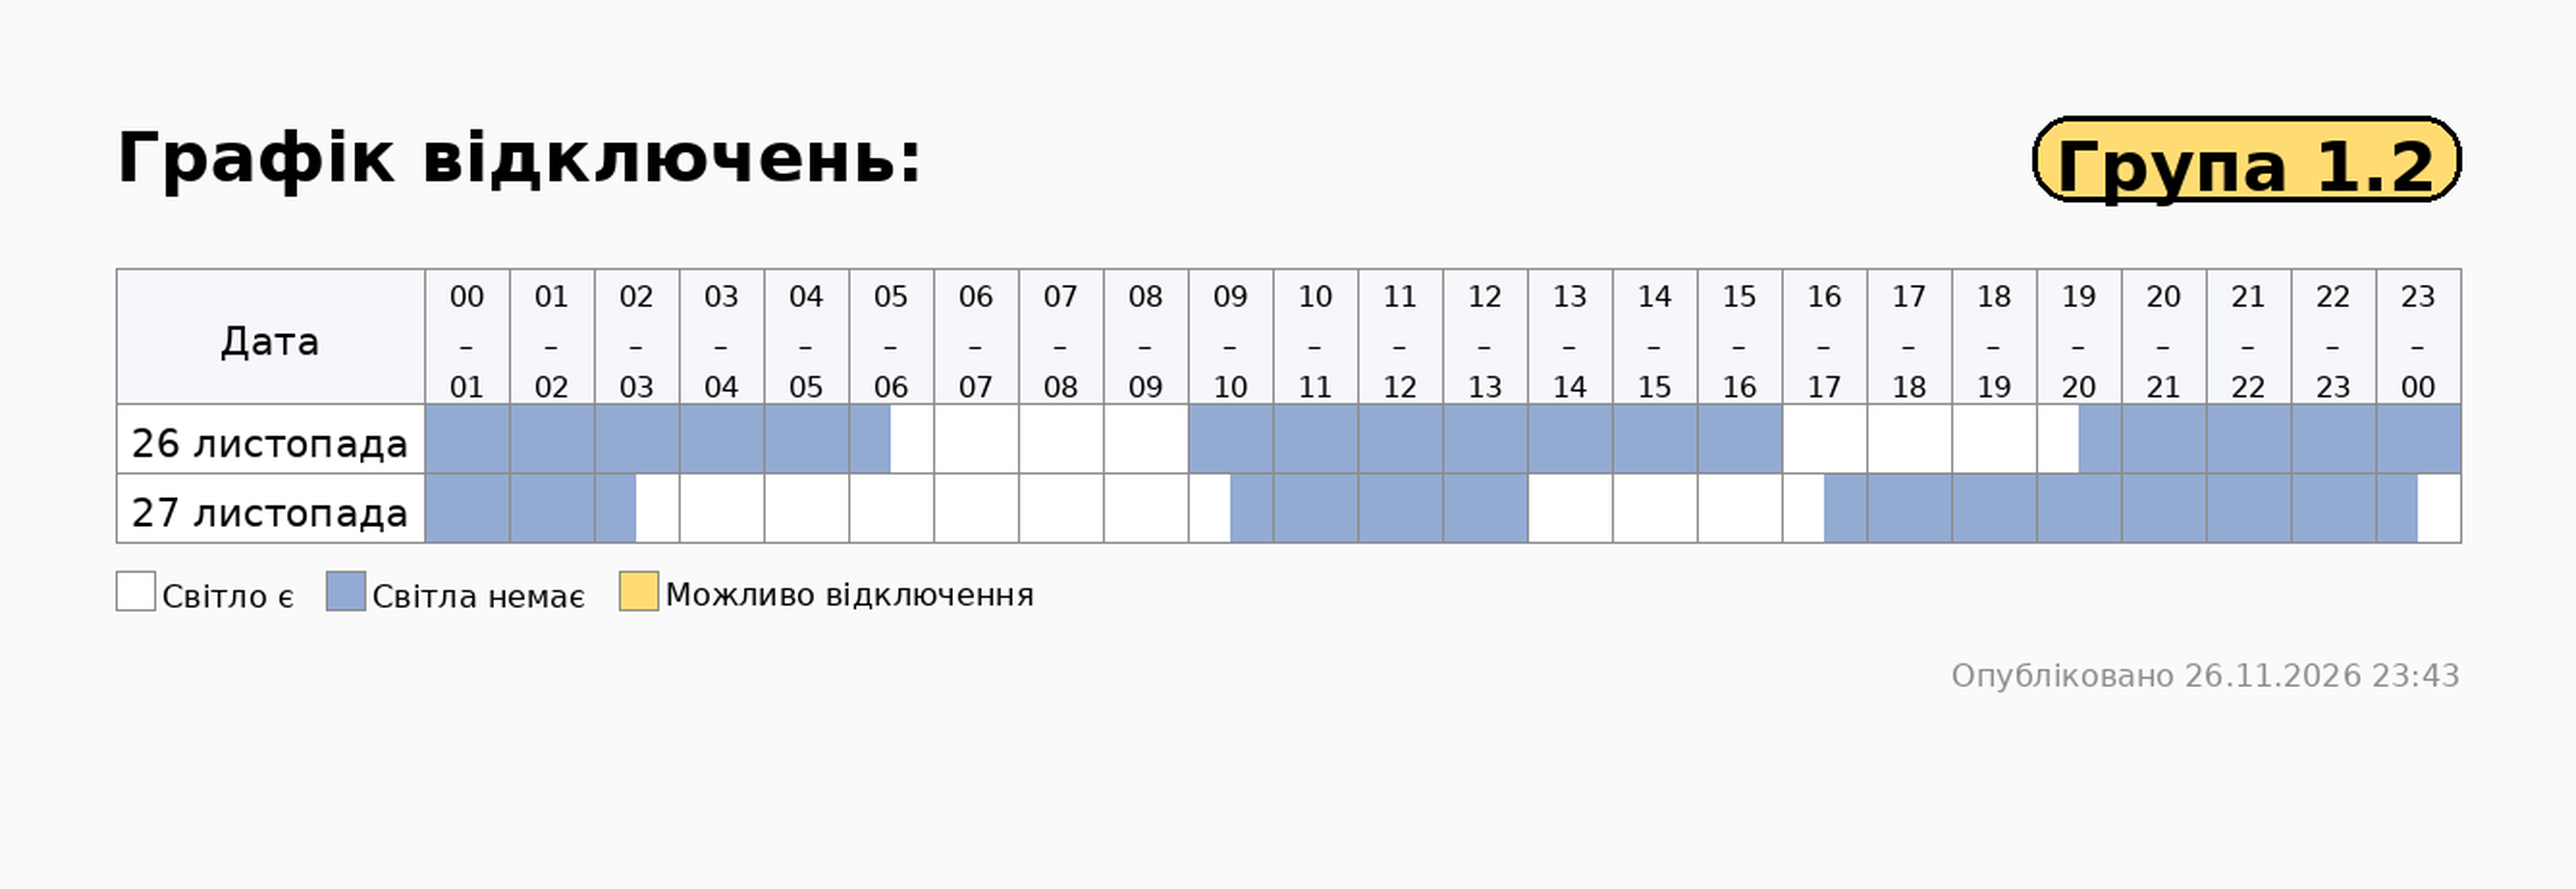 Графік відключень:
Група 1.2
Дата 00 – 01 01 – 02 02 – 03 03 – 04 04 – 05 05 – 06 06 – 07 07 – 08 08 – 09 09 – 10 10 – 11 11 – 12 12 – 13 13 – 14 14 – 15 15 – 16 16 – 17 17 – 18 18 – 19 19 – 20 20 – 21 21 – 22 22 – 23 23 – 00
26 листопада
27 листопада
Світло є Світла немає Можливо відключення
Опубліковано 26.11.2026 23:43